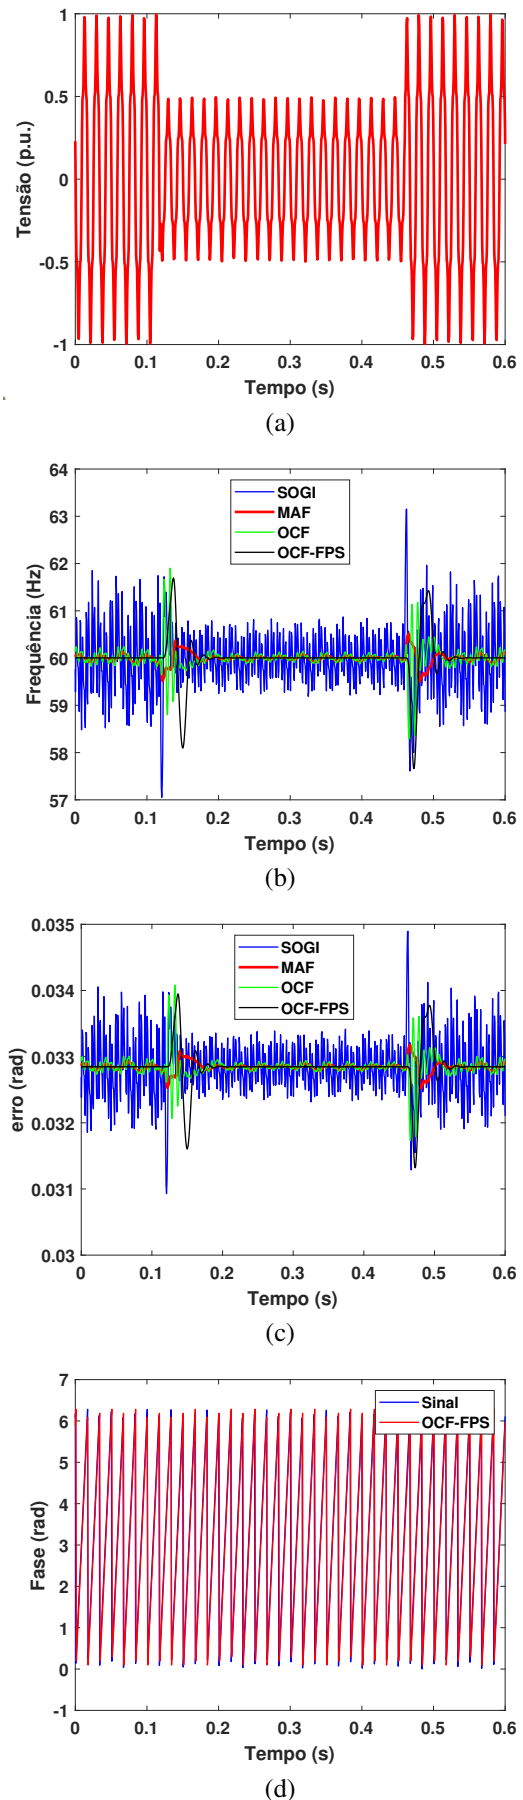 1
0.5
0
-0.5
-1
Tensão (p.u.)
0 0.1 0.2 0.3 0.4 0.5 0.6
Tempo (s)
(a)
64
63
62
61
60
59
58
57
Frequência (Hz)
SOGI
MAF
OCF
OCF-FPS
0 0.1 0.2 0.3 0.4 0.5 0.6
Tempo (s)
(b)
0.035
0.034
0.033
0.032
0.031
0.03
erro (rad)
SOGI
MAF
OCF
OCF-FPS
0 0.1 0.2 0.3 0.4 0.5 0.6
Tempo (s)
(c)
7
6
5
4
3
2
1
0
-1
Fase (rad)
Sinal
OCF-FPS
0 0.1 0.2 0.3 0.4 0.5 0.6
Tempo (s)
(d)